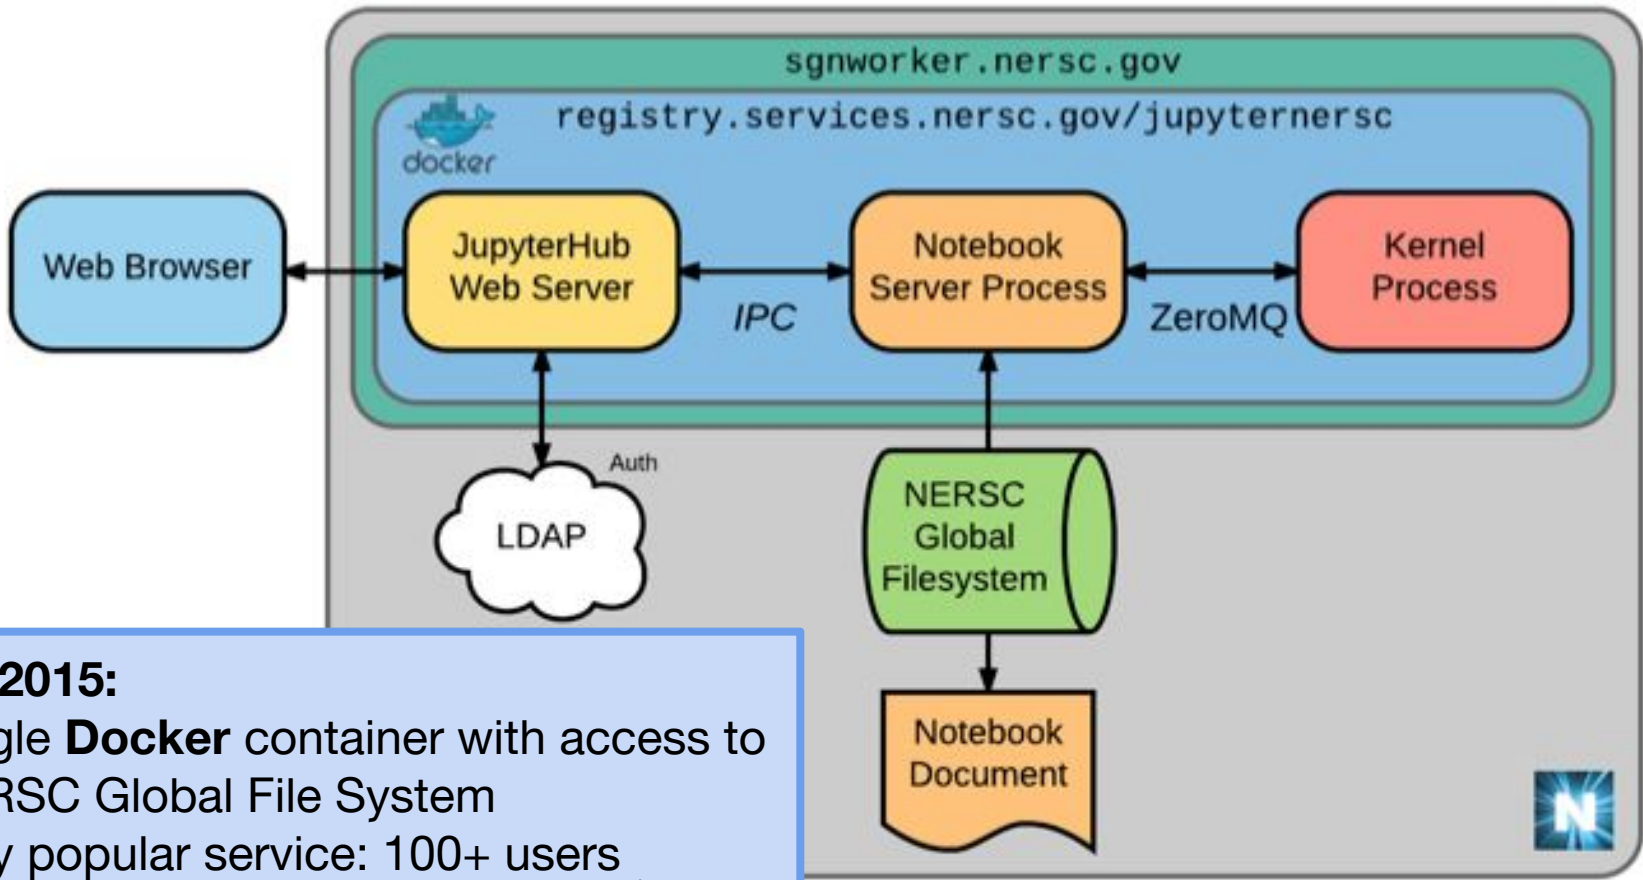 sgnworker.nersc.gov
registry.services.nersc.gov/jupyternersc
docker
Web Browser
JupyterHub
Web Server
IPC
Notebook
Server Process
ZeroMQ
Kernel
Process
Auth
LDAP
NERSC
Global
Filesystem
Notebook
Document
N
2015:
Docker container with access to
Global File System
popular service: 100+ users